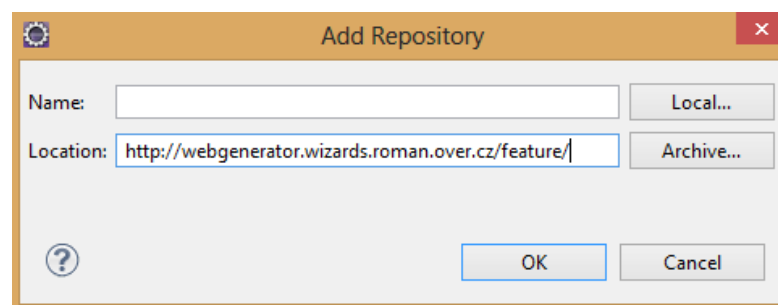 Add Repository
Name:
Local...
Location: http://webgenerator.wizards.roman.over.cz/feature/
Archive...
?
OK
Cancel